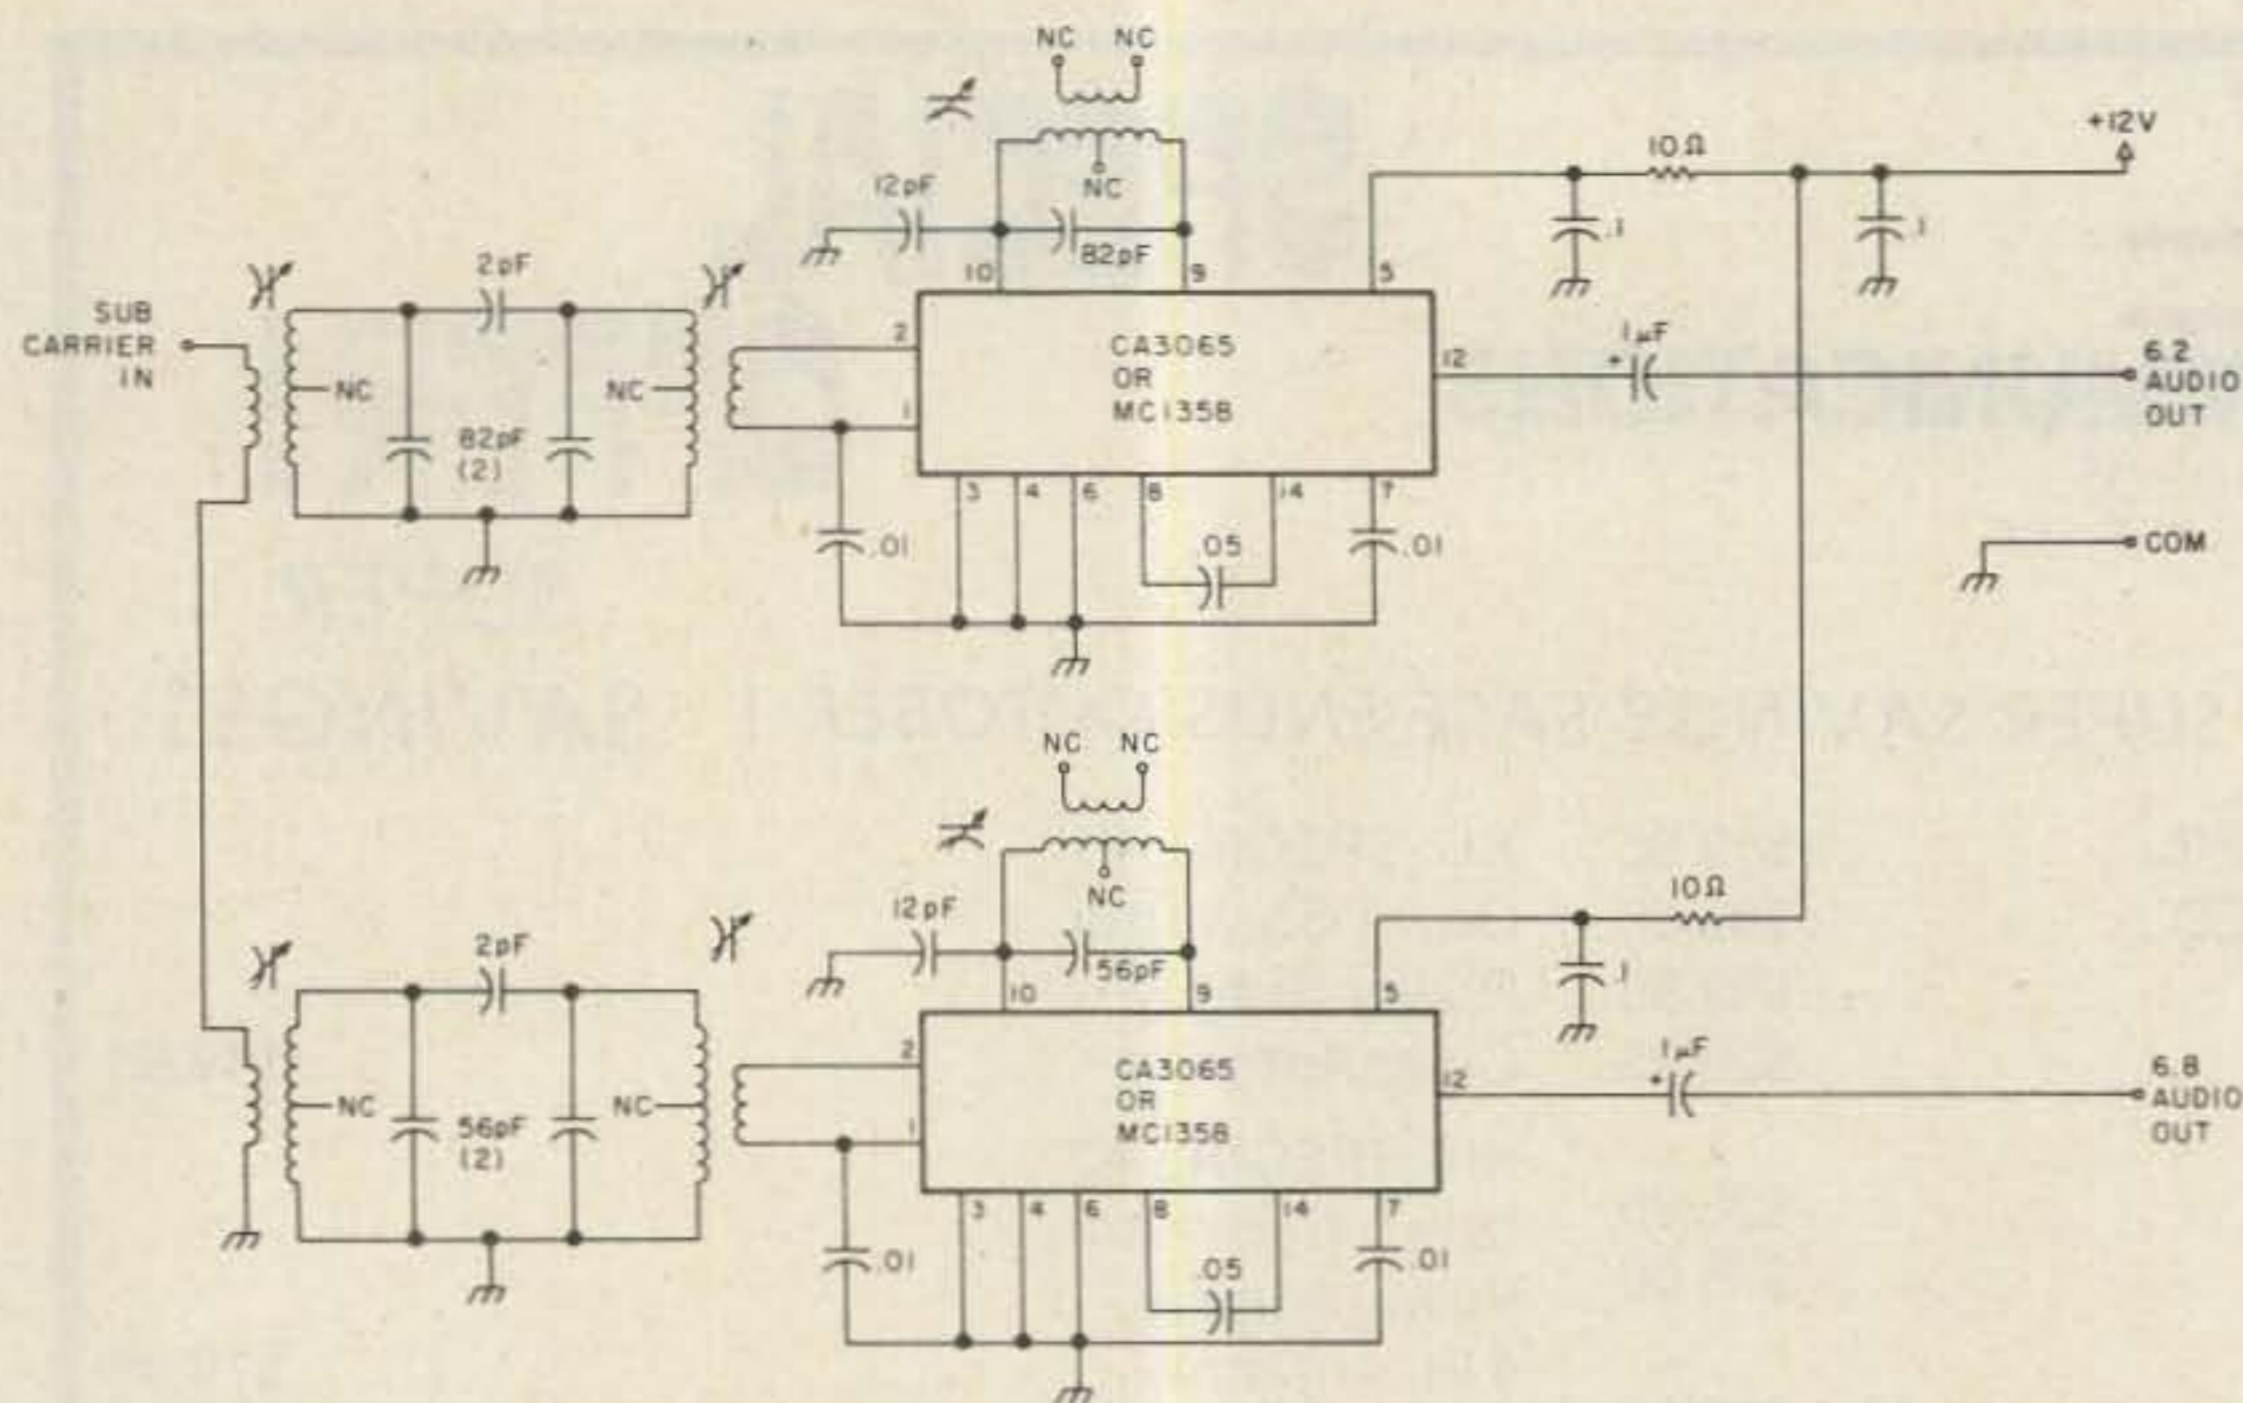 NC NC
+12V
10Ω
12pF
NC
.1
.1
82pF
2pF
10
9
5
SUB
CARRIER
IN
1µF
+
2
CA3065
OR
MC1358
12
6.2
AUDIO
OUT
NC
NC
1
82pF
(2)
3
4
6
8
14
7
.01
.05
.01
COM
NC NC
10Ω
12pF
NC
2pF
56pF
.1
10
9
5
1µF
+
2
CA3065
OR
MC1358
12
6.8
AUDIO
OUT
NC
NC
1
56pF
(2)
3
4
6
8
14
7
.01
.05
.01